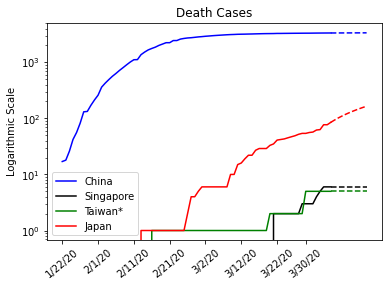 Death Cases
Logarithmic Scale
10³
10²
10¹
10⁰
China
Singapore
Taiwan*
Japan
1/22/20
2/1/20
2/11/20
2/21/20
3/2/20
3/12/20
3/22/20
3/30/20